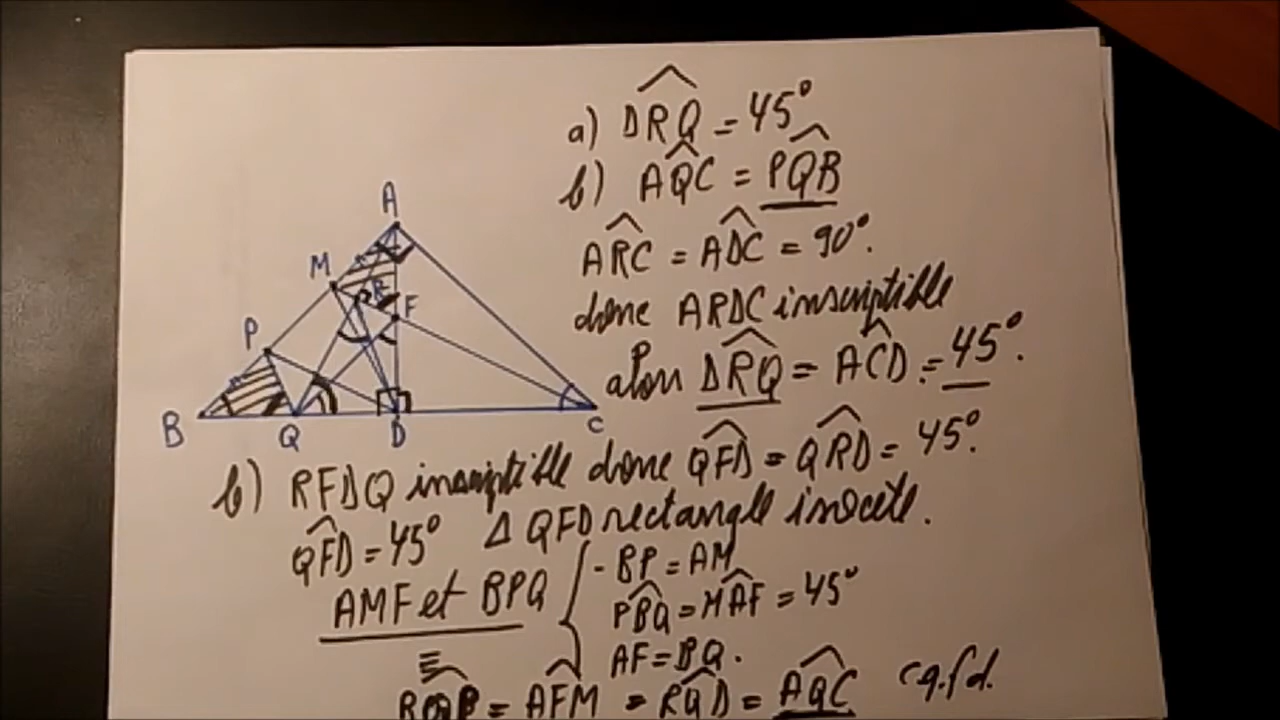 a) DRQ = 45°
b) AQC = PQB
ARC = ADC = 90°.
donc ARDC inscriptible
alors DRQ = ACD = 45°.
A
M
R
F
P
B
Q
D
C
b) RFDQ inscriptible donc QFD = QRD = 45°.
QFD = 45° Δ QFD rectangle isocèle.
AMF et BPQ { - BP = AM
PBQ = MAF = 45°
AF = BQ.
≡
= AFM = RQD = AQC cqfd.